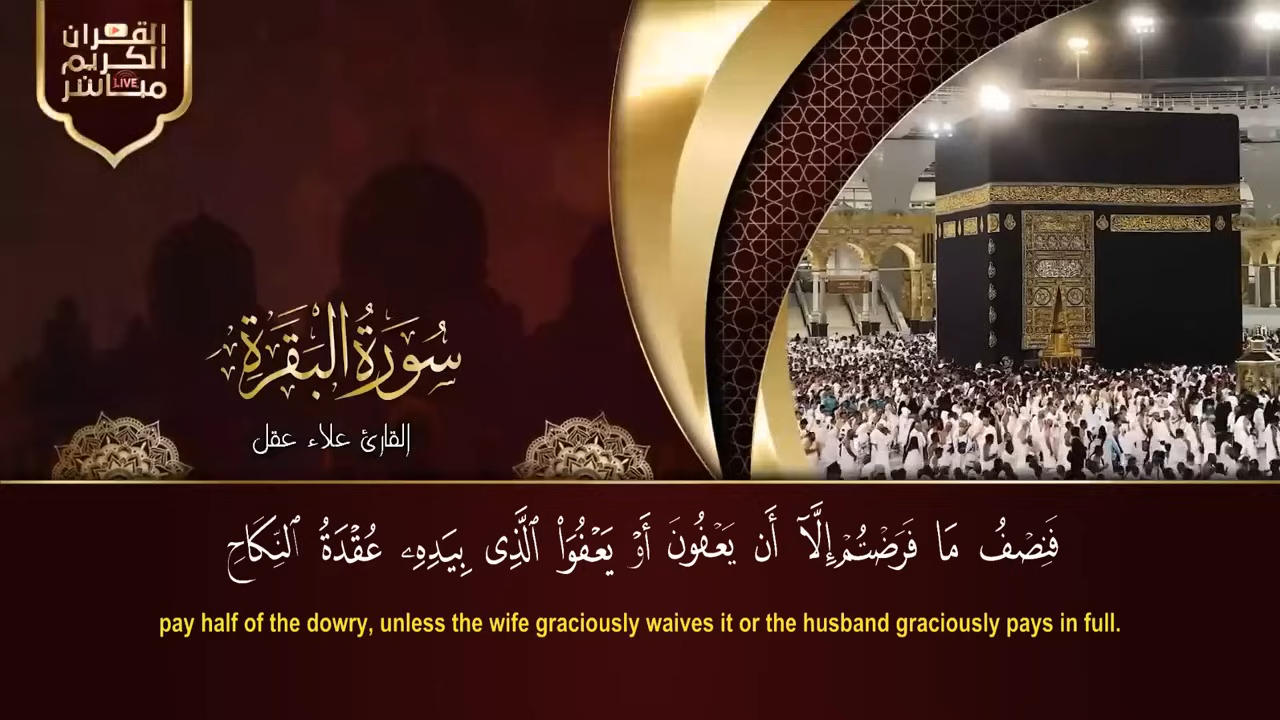 القرآن
الكريم
مباشر
LIVE
سُورَةُ البَقَرَةِ
القارئ علاء عقل
فَنِصْفُ مَا فَرَضْتُمْ إِلَّآ أَن يَعْفُونَ أَوْ يَعْفُوَا۟ ٱلَّذِى بِيَدِهِۦ عُقْدَةُ ٱلنِّكَاحِ
pay half of the dowry, unless the wife graciously waives it or the husband graciously pays in full.